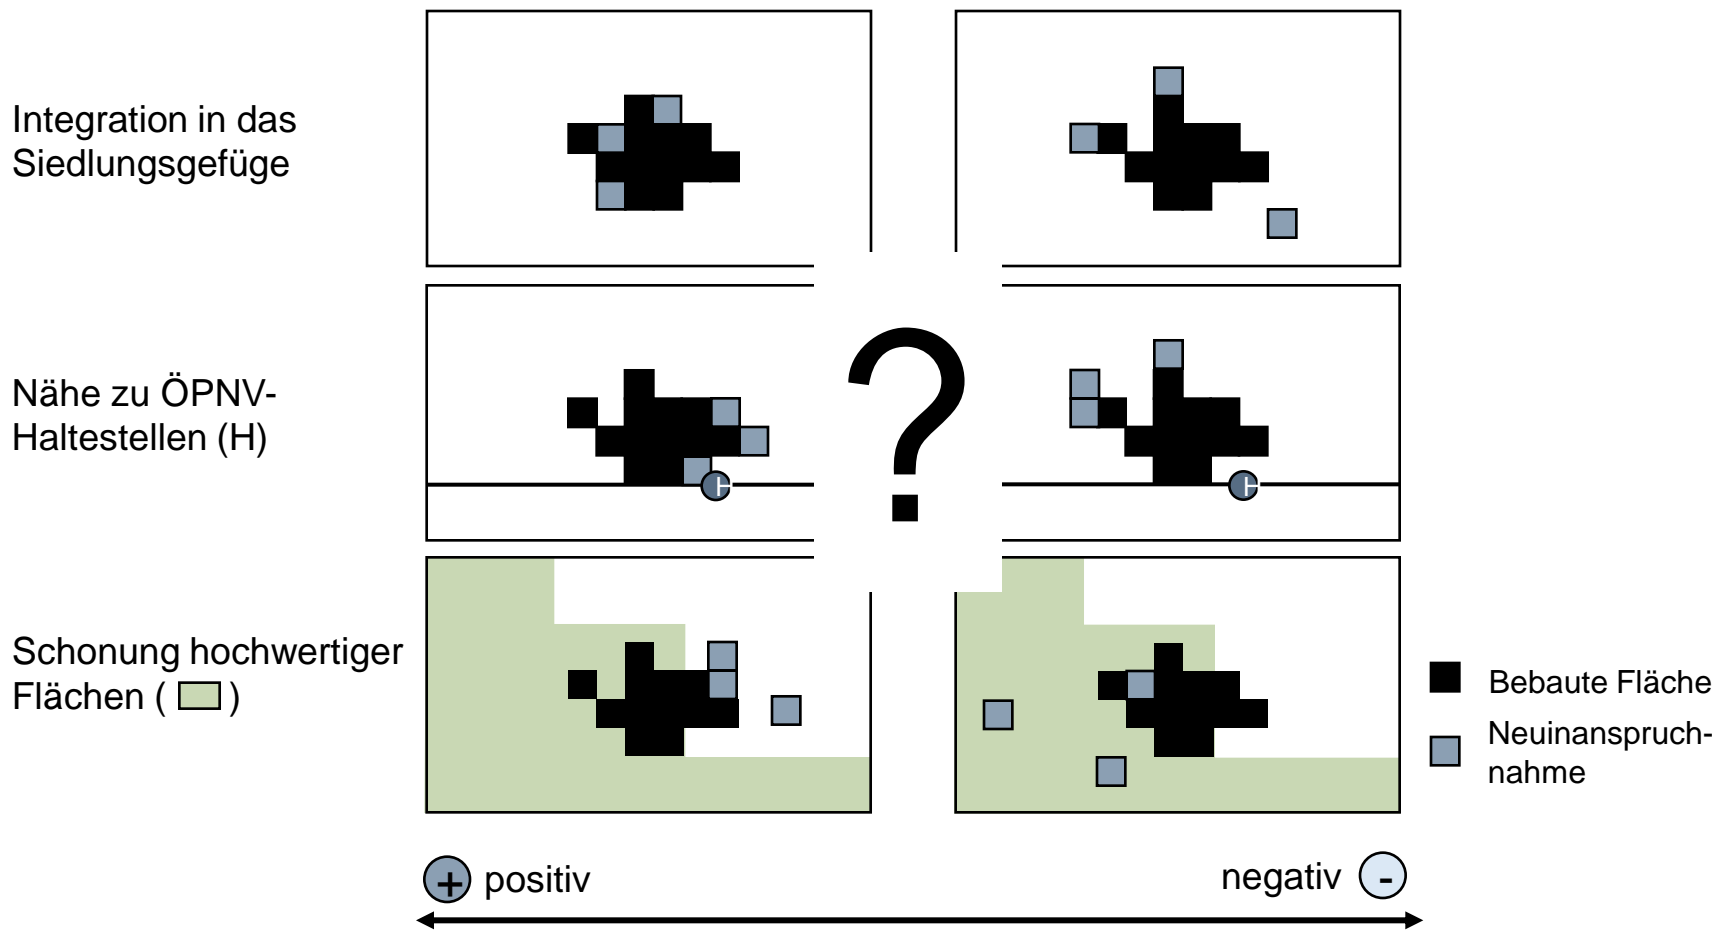 Integration in das
Siedlungsgefüge
?
Nähe zu ÖPNV-
Haltestellen (H)
H
H
Schonung hochwertiger
Flächen ( )
Bebaute Fläche
Neuinanspruch-
nahme
+ positiv
negativ -